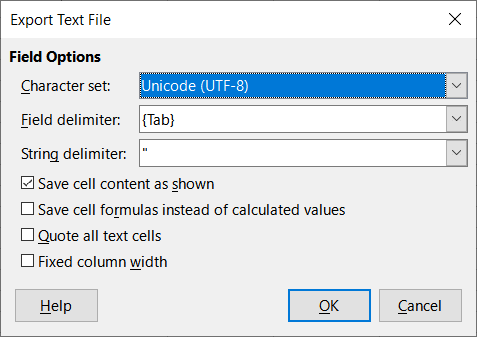 Export Text File
Field Options
Character set: Unicode (UTF-8)
Field delimiter: {Tab}
String delimiter: "
Save cell content as shown
Save cell formulas instead of calculated values
Quote all text cells
Fixed column width
Help OK Cancel